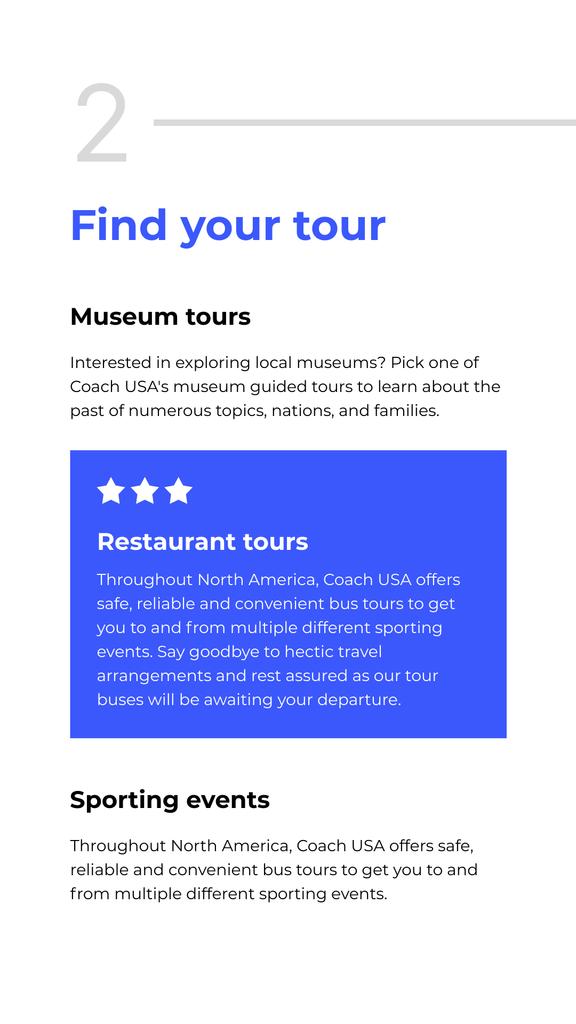 2
Find your tour
Museum tours
Interested in exploring local museums? Pick one of
Coach USA's museum guided tours to learn about the
past of numerous topics, nations, and families.
Restaurant tours
Throughout North America, Coach USA offers
safe, reliable and convenient bus tours to get
you to and from multiple different sporting
events. Say goodbye to hectic travel
arrangements and rest assured as our tour
buses will be awaiting your departure.
Sporting events
Throughout North America, Coach USA offers safe,
reliable and convenient bus tours to get you to and
from multiple different sporting events.